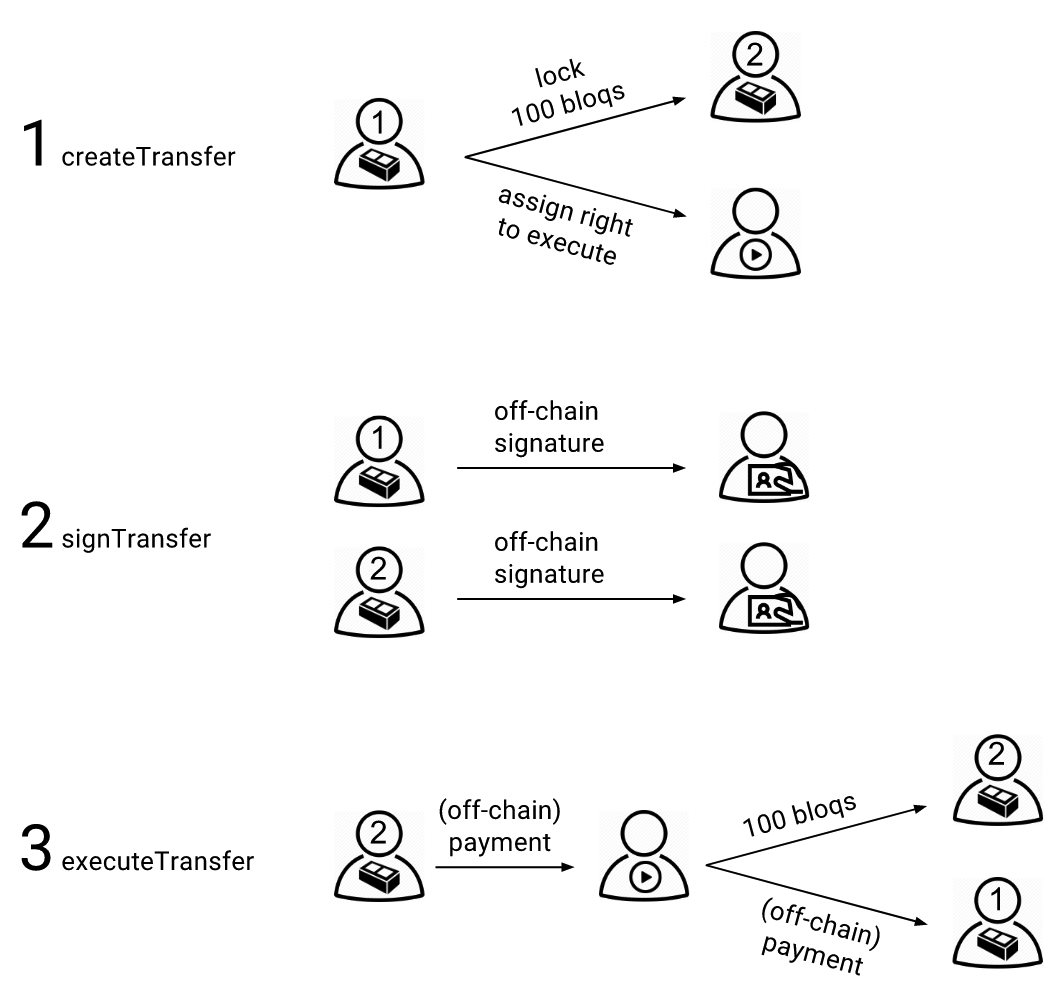 1 createTransfer
1
lock
100 bloqs
2
assign right
to execute
2 signTransfer
1
off-chain
signature
2
off-chain
signature
3 executeTransfer
2
(off-chain)
payment
100 bloqs
2
(off-chain)
payment
1